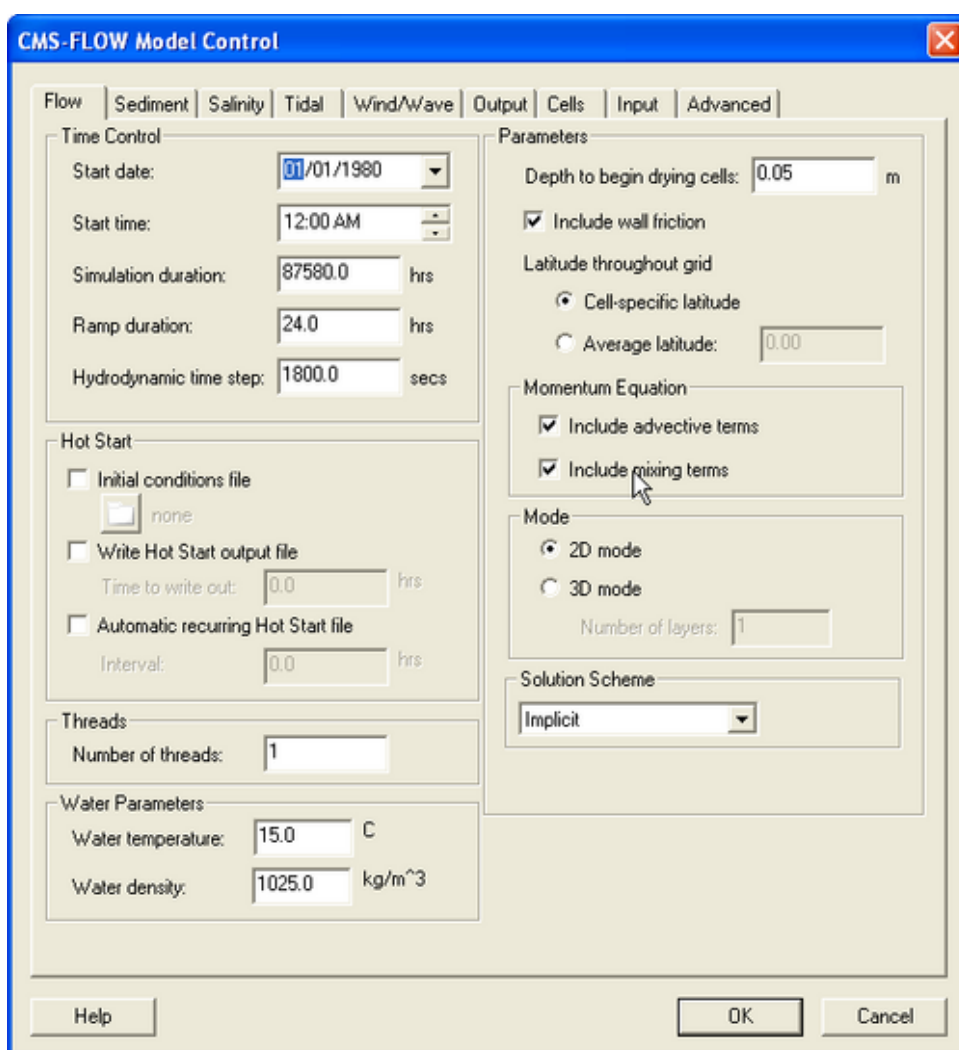 CMS-FLOW Model Control
Flow Sediment Salinity Tidal Wind/Wave Output Cells Input Advanced
Time Control
Start date: 01/01/1980
Start time: 12:00 AM
Simulation duration: 87580.0 hrs
Ramp duration: 24.0 hrs
Hydrodynamic time step: 1800.0 secs
Hot Start
Initial conditions file
none
Write Hot Start output file
Time to write out: 0.0 hrs
Automatic recurring Hot Start file
Interval: 0.0 hrs
Threads
Number of threads: 1
Water Parameters
Water temperature: 15.0 C
Water density: 1025.0 kg/m^3
Parameters
Depth to begin drying cells: 0.05 m
Include wall friction
Latitude throughout grid
Cell-specific latitude
Average latitude: 0.00
Momentum Equation
Include advective terms
Include mixing terms
Mode
2D mode
3D mode
Number of layers: 1
Solution Scheme
Implicit
Help OK Cancel